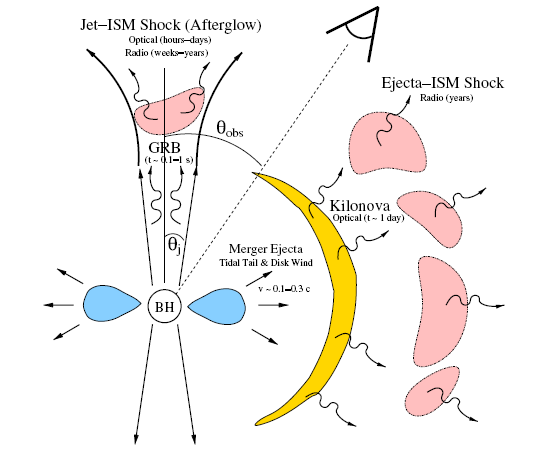 Jet–ISM Shock (Afterglow)
Optical (hours–days)
Radio (weeks–years)
Ejecta–ISM Shock
Radio (years)
GRB
(t ~ 0.1–1 s)
θobs
Kilonova
Optical (t ~ 1 day)
θj
Merger Ejecta
Tidal Tail & Disk Wind
v ~ 0.1–0.3 c
BH